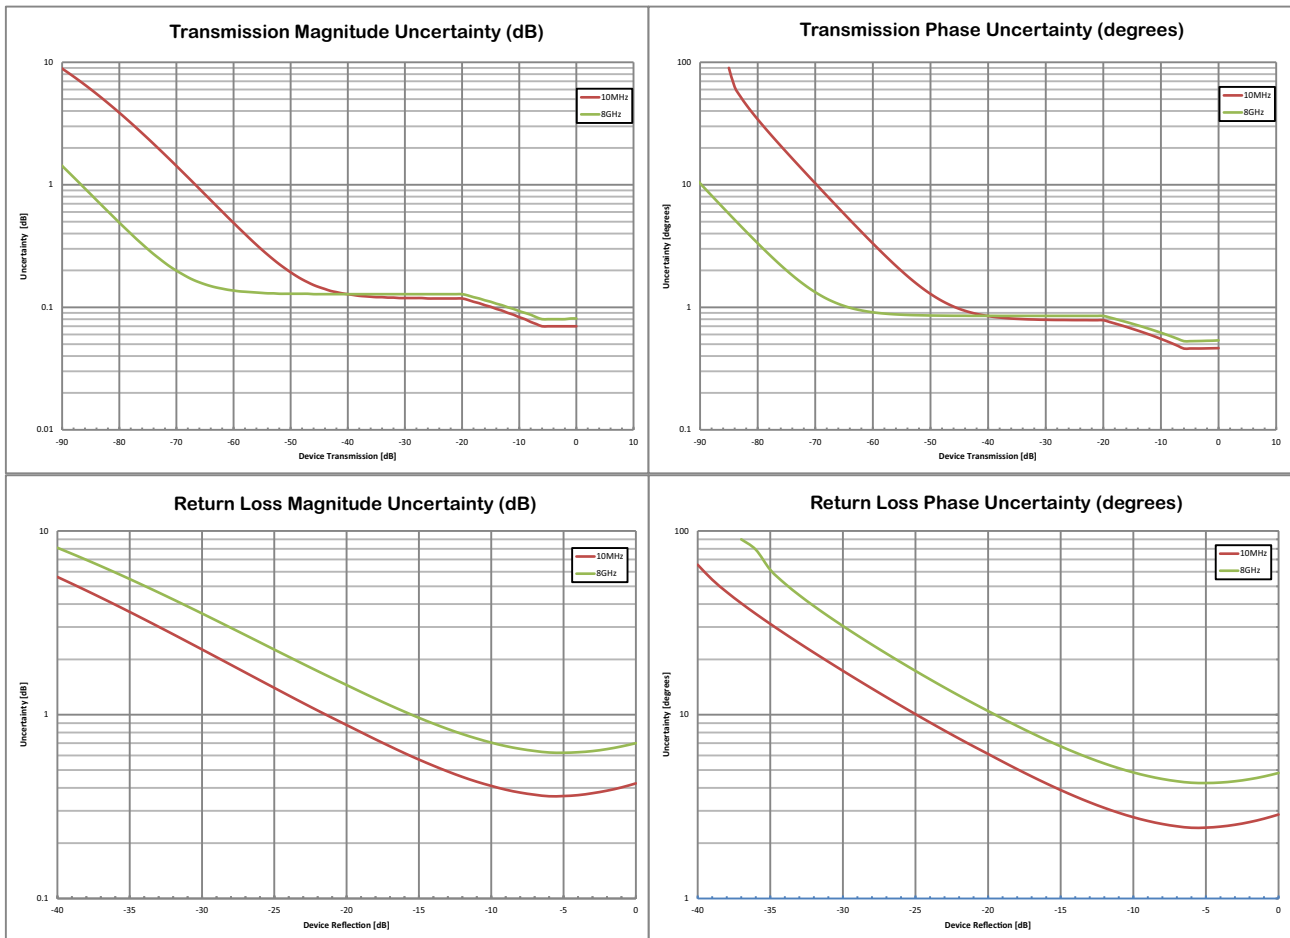 Transmission Magnitude Uncertainty (dB)
10
1
0.1
0.01
Uncertainty [dB]
10MHz
8GHz
-90 -80 -70 -60 -50 -40 -30 -20 -10 0 10
Device Transmission [dB]
Transmission Phase Uncertainty (degrees)
100
10
1
0.1
Uncertainty [degrees]
10MHz
8GHz
-90 -80 -70 -60 -50 -40 -30 -20 -10 0 10
Device Transmission [dB]
Return Loss Magnitude Uncertainty (dB)
10
1
0.1
Uncertainty [dB]
10MHz
8GHz
-40 -35 -30 -25 -20 -15 -10 -5 0
Device Reflection [dB]
Return Loss Phase Uncertainty (degrees)
100
10
1
Uncertainty [degrees]
10MHz
8GHz
-40 -35 -30 -25 -20 -15 -10 -5 0
Device Reflection [dB]